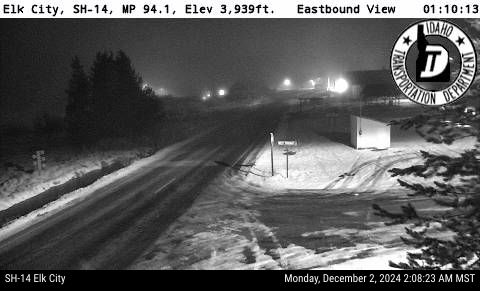 Elk City, SH-14, MP 94.1, Elev 3,939ft. Eastbound View 01:10:13
IDAHO
TRANSPORTATION DEPARTMENT
SH-14 Elk City Monday, December 2, 2024 2:08:23 AM MST